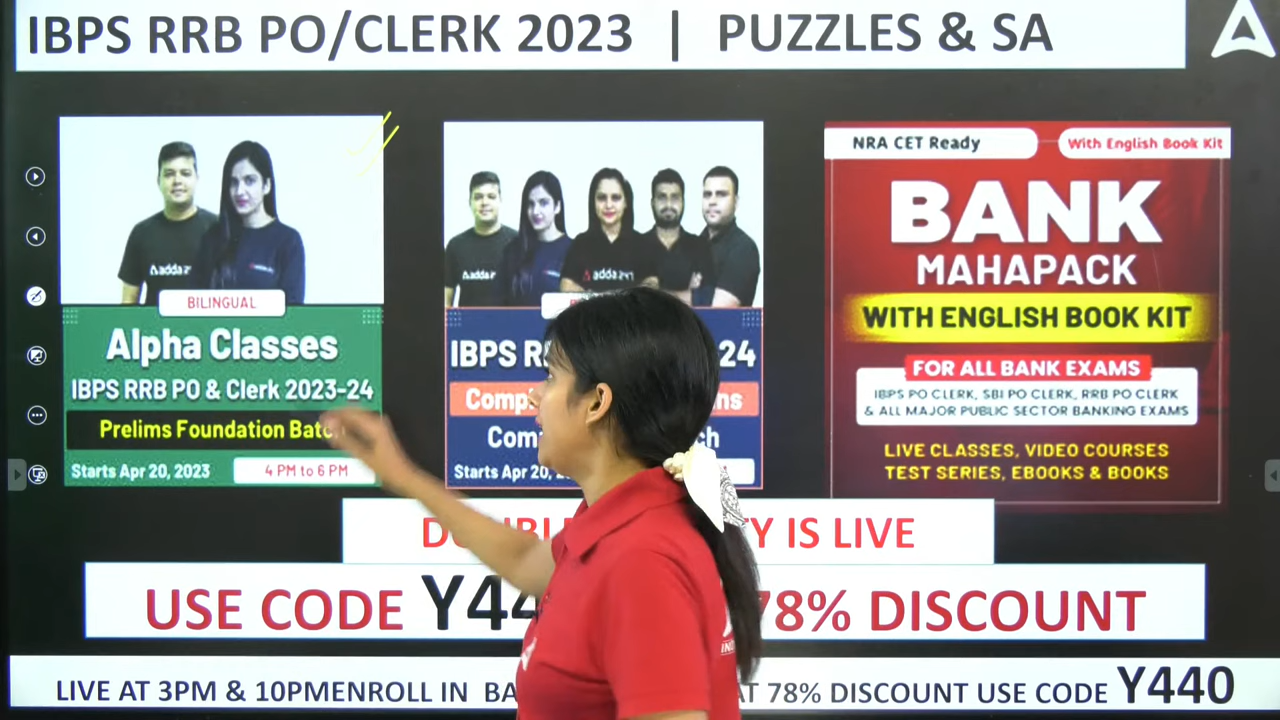 IBPS RRB PO/CLERK 2023 | PUZZLES & SA
adda247
BILINGUAL
Alpha Classes
IBPS RRB PO & Clerk 2023-24
Prelims Foundation Batc
Starts Apr 20, 2023
4 PM to 6 PM
adda
adda247
IBPS R 24
Comp ns
Com ch
Starts Apr 20,
NRA CET Ready
With English Book Kit
BANK
MAHAPACK
WITH ENGLISH BOOK KIT
FOR ALL BANK EXAMS
IBPS PO CLERK, SBI PO CLERK, RRB PO CLERK
& ALL MAJOR PUBLIC SECTOR BANKING EXAMS
LIVE CLASSES, VIDEO COURSES
TEST SERIES, EBOOKS & BOOKS
DOUBLE TY IS LIVE
USE CODE Y44 78% DISCOUNT
LIVE AT 3PM & 10PMENROLL IN BA AT 78% DISCOUNT USE CODE Y440